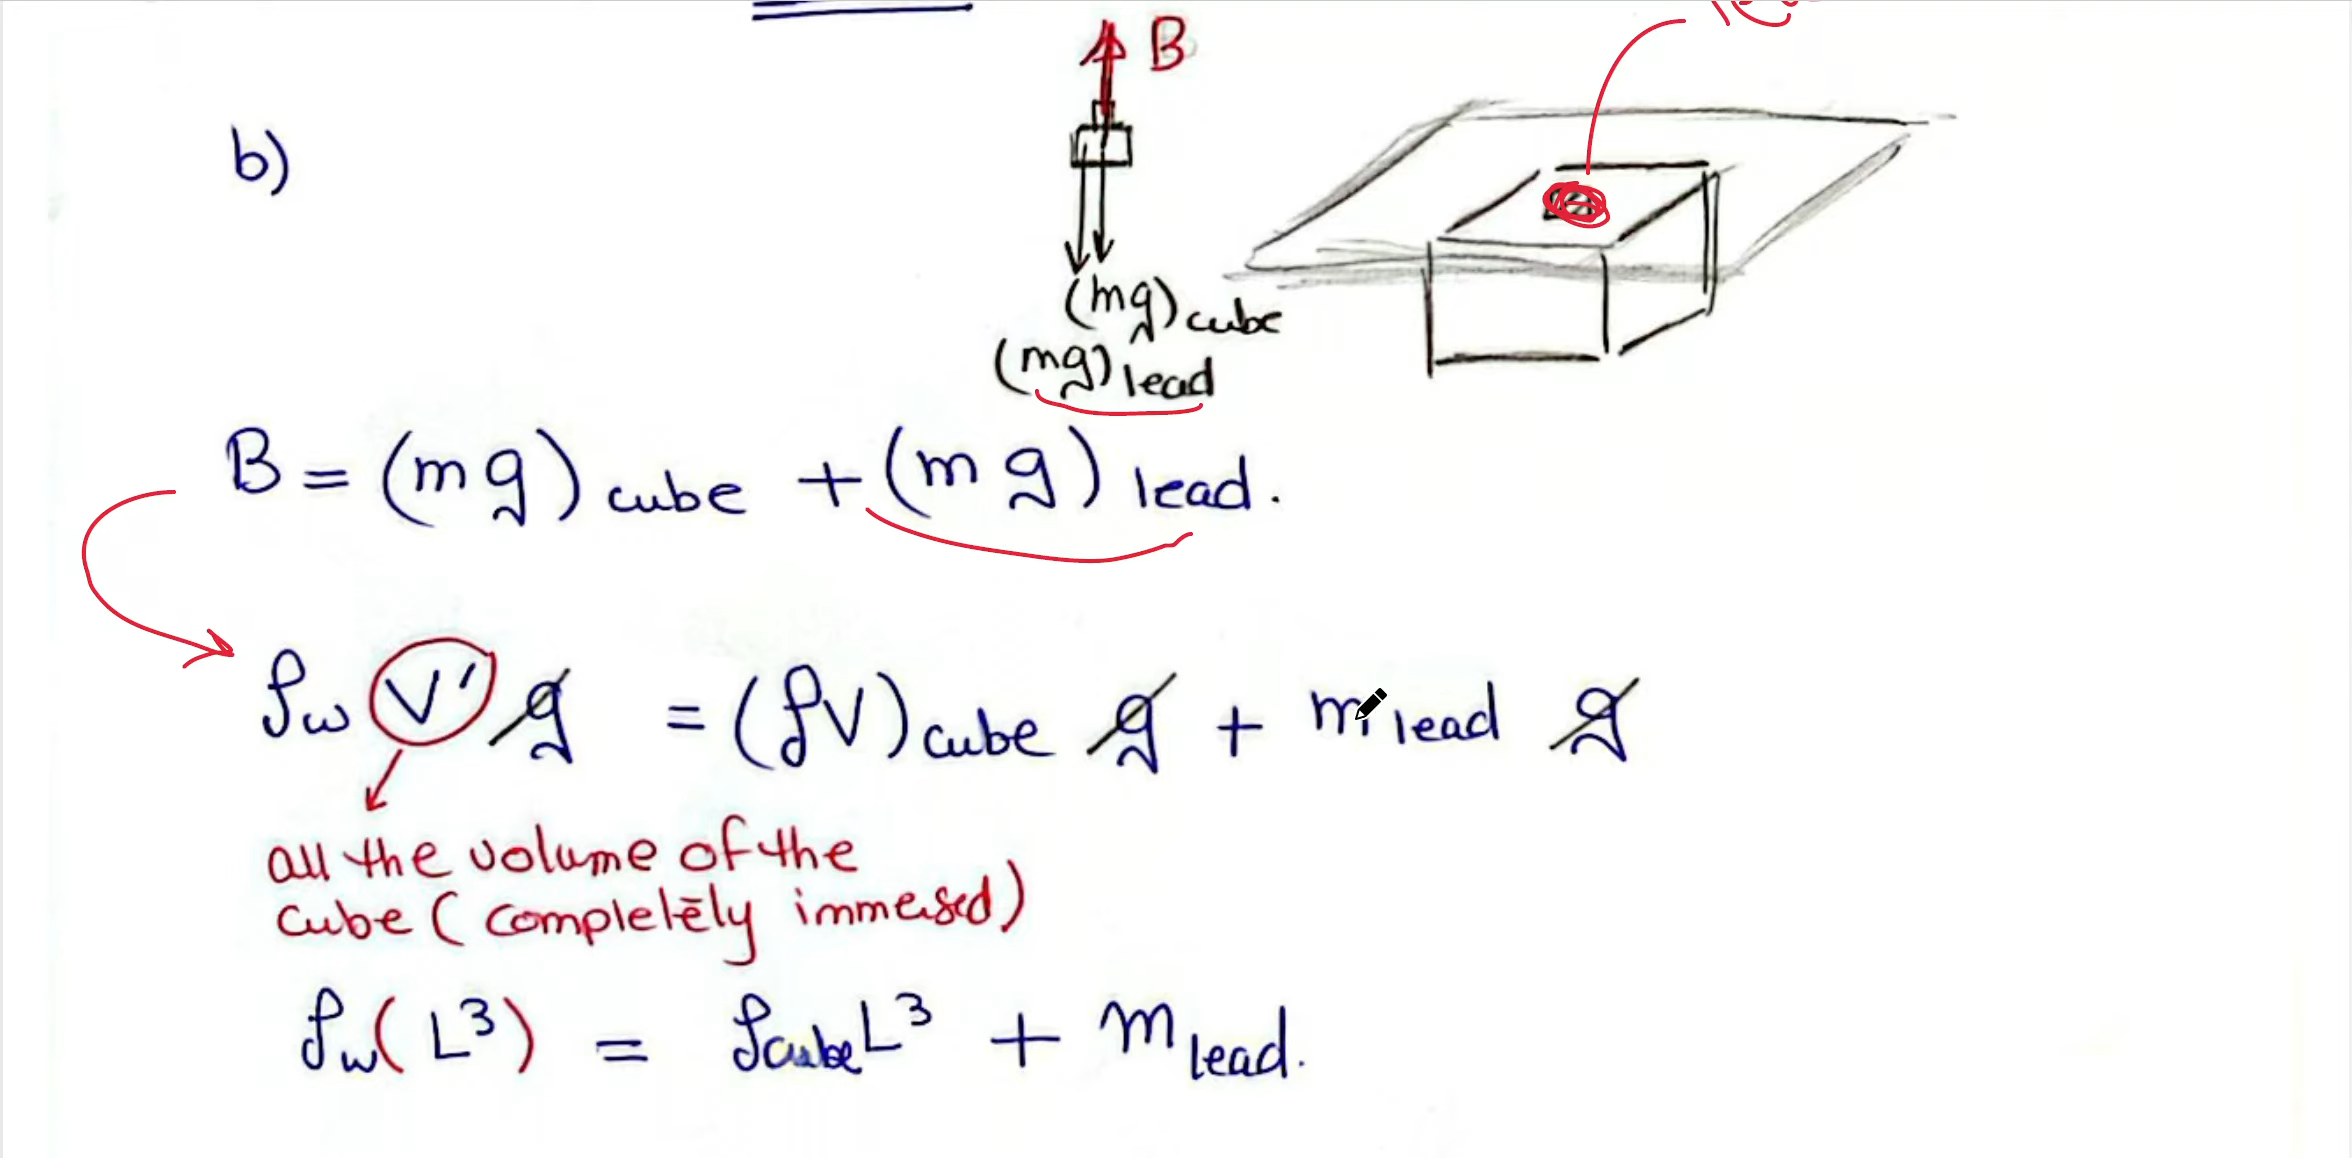 B
b)
(mg)cube
(mg)lead
B = (mg)cube + (mg)lead.
ρw V' g = (ρV)cube g + m lead g
all the volume of the
cube (completely immersed)
ρw(L³) = ρcube L³ + m lead.